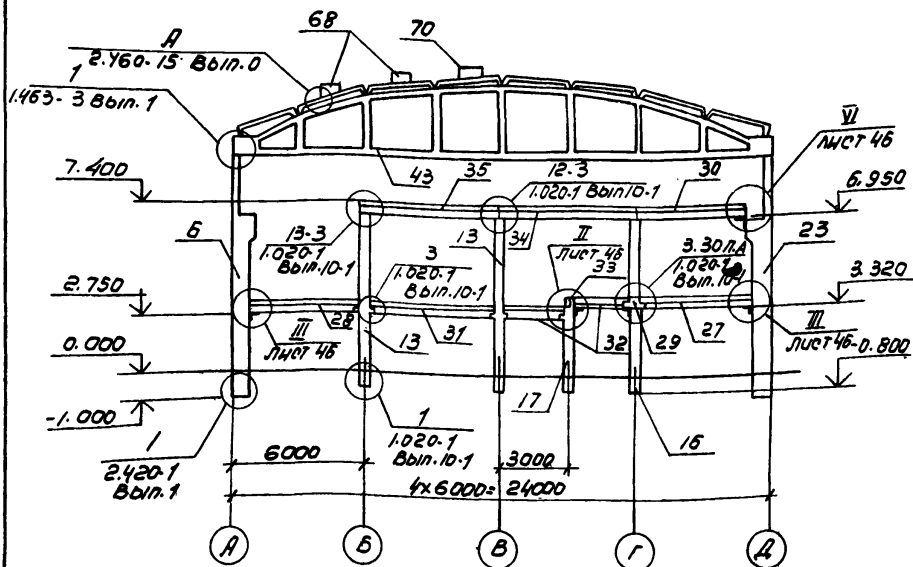 68
70
А
2.460-15 Вып.0
1
1.463-3 Вып.1
VI
лист 46
7.400
43
35
12-3
1.020-1 Вып10-1
30
6.950
Б
13-3
1.020-1
Вып.10-1
13
34
II
лист 46
33
3.30п.4
1.020-1
Вып.10-1
23
3
1.020-1
Вып.10-1
2.750
3.320
28
III
лист 46
13
31
32
29
27
III
лист 46
0.000
-0.800
17
-1.000
1
2.420-1
Вып.1
1
1.020-1
Вып.10-1
16
6000
3000
4х6000=24000
А
Б
В
Г
Д